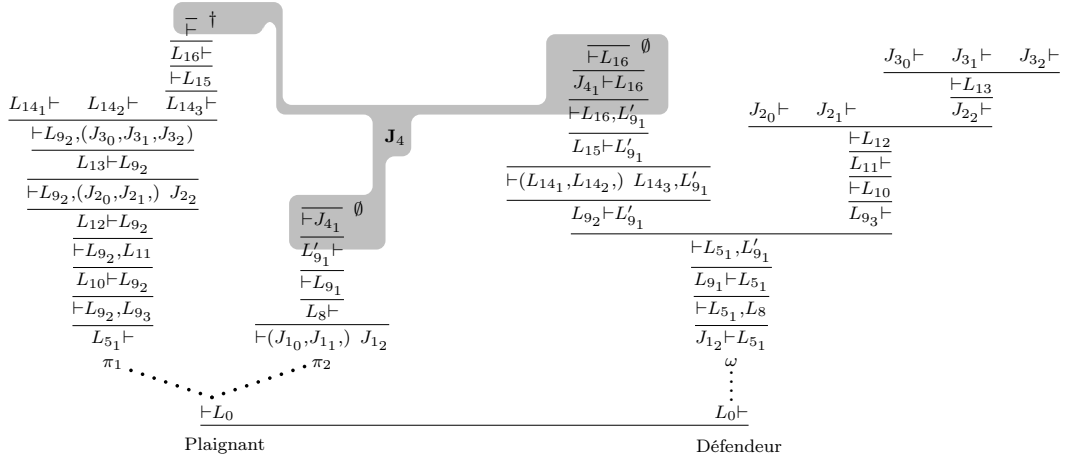 ⊢ †
L₁₆⊢
⊢L₁₅
L₁₄₁⊢ L₁₄₂⊢ L₁₄₃⊢
⊢L₉₂,(J₃₀,J₃₁,J₃₂)
L₁₃⊢L₉₂
⊢L₉₂,(J₂₀,J₂₁,) J₂₂
L₁₂⊢L₉₂
⊢L₉₂,L₁₁
L₁₀⊢L₉₂
⊢L₉₂,L₉₃
L₅₁⊢
π₁
J₄
⊢J₄₁ ∅
L′₉₁⊢
⊢L₉₁
L₈⊢
⊢(J₁₀,J₁₁,) J₁₂
π₂
⊢L₀
Plaignant
⊢L₁₆ ∅
J₄₁⊢L₁₆
⊢L₁₆,L′₉₁
L₁₅⊢L′₉₁
⊢(L₁₄₁,L₁₄₂,) L₁₄₃,L′₉₁
L₉₂⊢L′₉₁
J₃₀⊢ J₃₁⊢ J₃₂⊢
⊢L₁₃
J₂₀⊢ J₂₁⊢ J₂₂⊢
⊢L₁₂
L₁₁⊢
⊢L₁₀
L₉₃⊢
⊢L₅₁,L′₉₁
L₉₁⊢L₅₁
⊢L₅₁,L₈
J₁₂⊢L₅₁
ω
L₀⊢
Défendeur